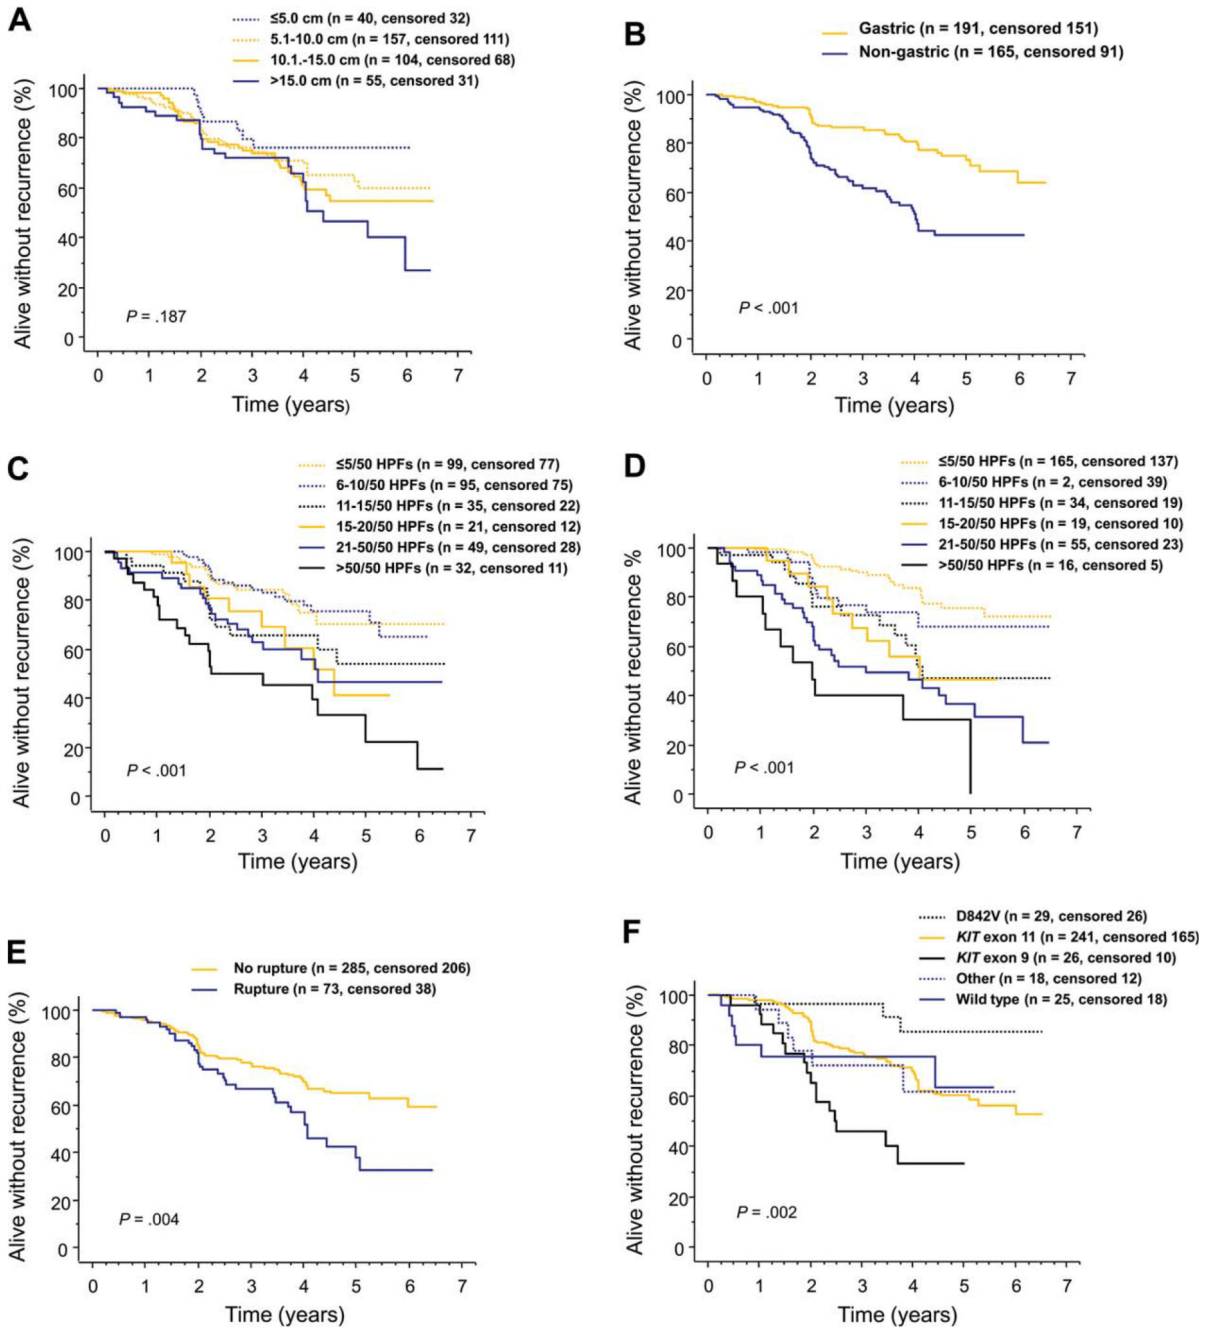 A
≤5.0 cm (n = 40, censored 32)
5.1-10.0 cm (n = 157, censored 111)
10.1.-15.0 cm (n = 104, censored 68)
>15.0 cm (n = 55, censored 31)
Alive without recurrence (%)
100
80
60
40
20
0
P = .187
0 1 2 3 4 5 6 7
Time (years)
B
Gastric (n = 191, censored 151)
Non-gastric (n = 165, censored 91)
Alive without recurrence (%)
100
80
60
40
20
0
P < .001
0 1 2 3 4 5 6 7
Time (years)
C
≤5/50 HPFs (n = 99, censored 77)
6-10/50 HPFs (n = 95, censored 75)
11-15/50 HPFs (n = 35, censored 22)
15-20/50 HPFs (n = 21, censored 12)
21-50/50 HPFs (n = 49, censored 28)
>50/50 HPFs (n = 32, censored 11)
Alive without recurrence (%)
100
80
60
40
20
0
P < .001
0 1 2 3 4 5 6 7
Time (years)
D
≤5/50 HPFs (n = 165, censored 137)
6-10/50 HPFs (n = 2, censored 39)
11-15/50 HPFs (n = 34, censored 19)
15-20/50 HPFs (n = 19, censored 10)
21-50/50 HPFs (n = 55, censored 23)
>50/50 HPFs (n = 16, censored 5)
Alive without recurrence %
100
80
60
40
20
0
P < .001
0 1 2 3 4 5 6 7
Time (years)
E
No rupture (n = 285, censored 206)
Rupture (n = 73, censored 38)
Alive without recurrence (%)
100
80
60
40
20
0
P = .004
0 1 2 3 4 5 6 7
Time (years)
F
D842V (n = 29, censored 26)
KIT exon 11 (n = 241, censored 165)
KIT exon 9 (n = 26, censored 10)
Other (n = 18, censored 12)
Wild type (n = 25, censored 18)
Alive without recurrence (%)
100
80
60
40
20
0
P = .002
0 1 2 3 4 5 6 7
Time (years)